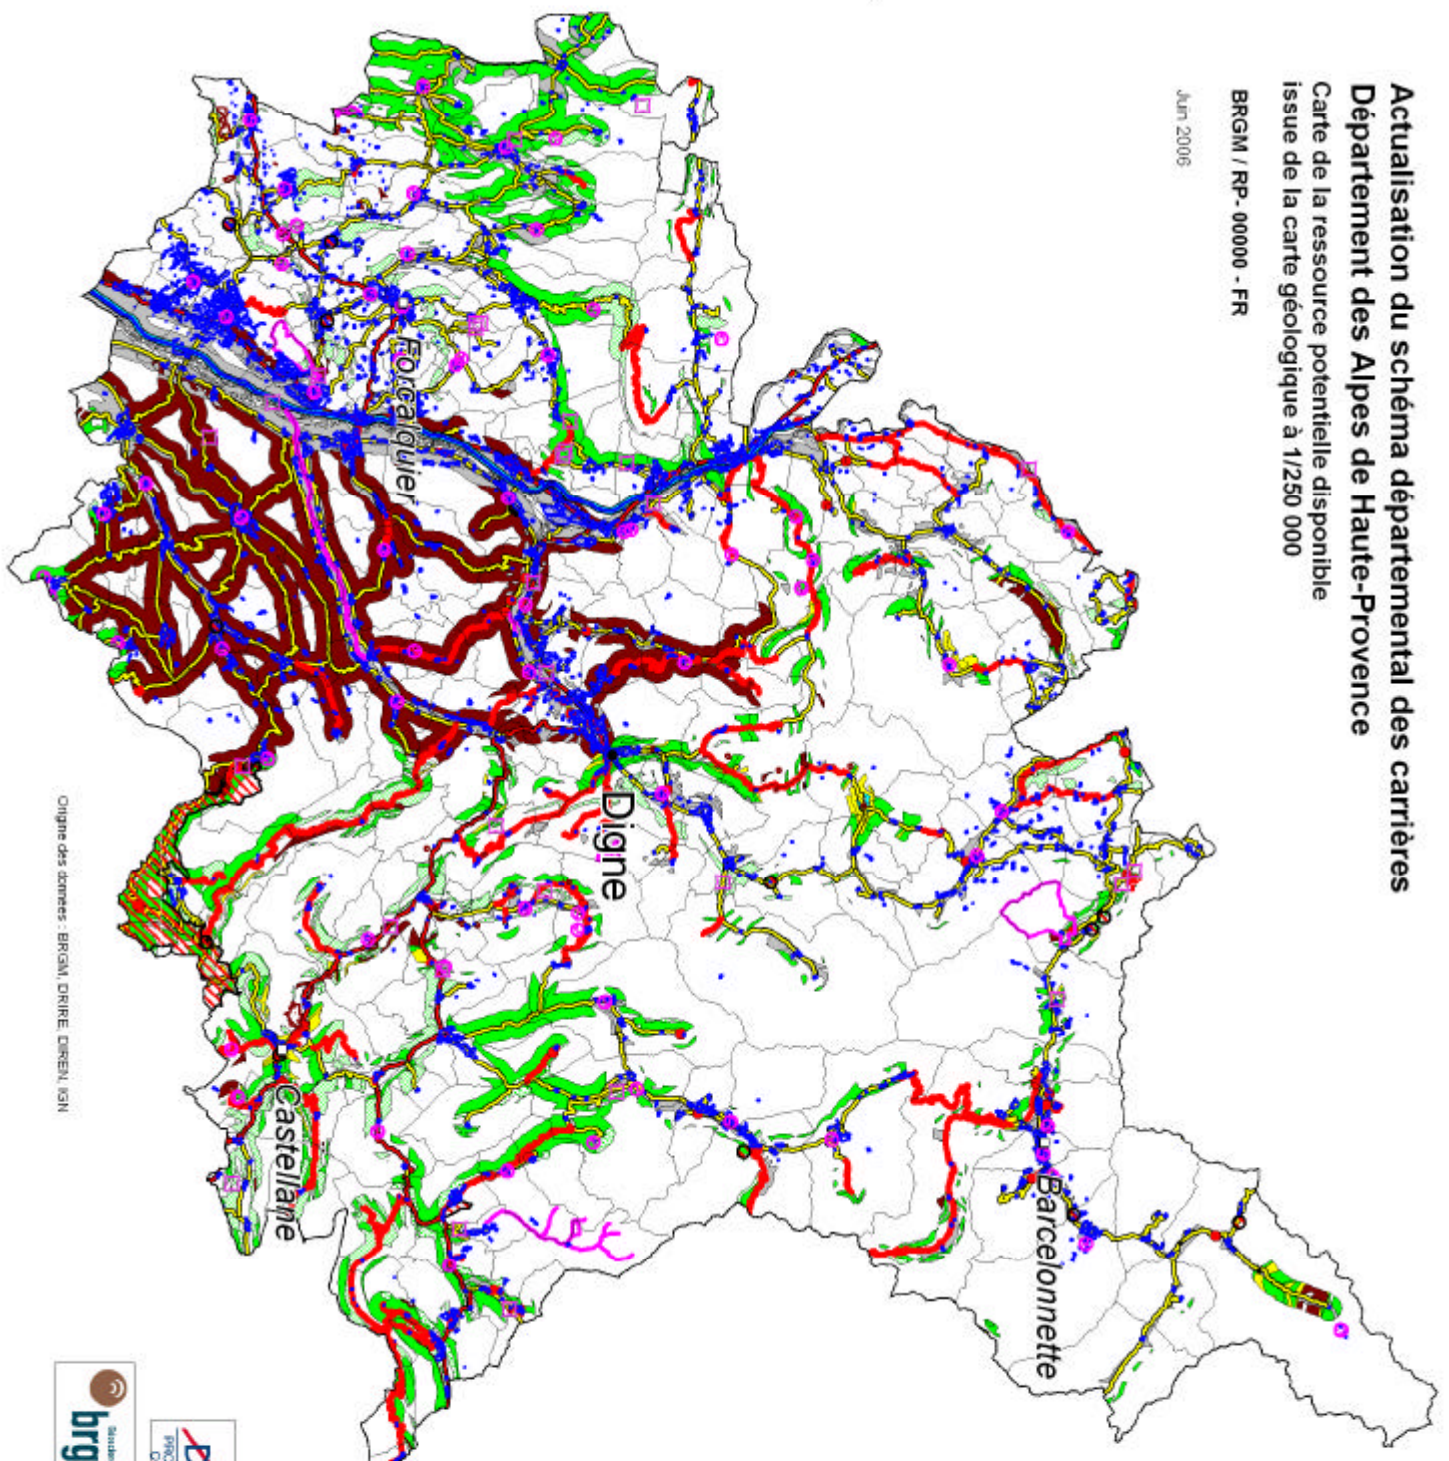 Actualisation du schéma départemental des carrières
Département des Alpes de Haute-Provence
Carte de la ressource potentielle disponible
issue de la carte géologique à 1/250 000
BRGM / RP- 00000 - FR
Juin 2006
Barcelonnette
Digne
Forcalquier
Castellane
Origine des données : BRGM, DRIRE, DIREN, IGN
brg